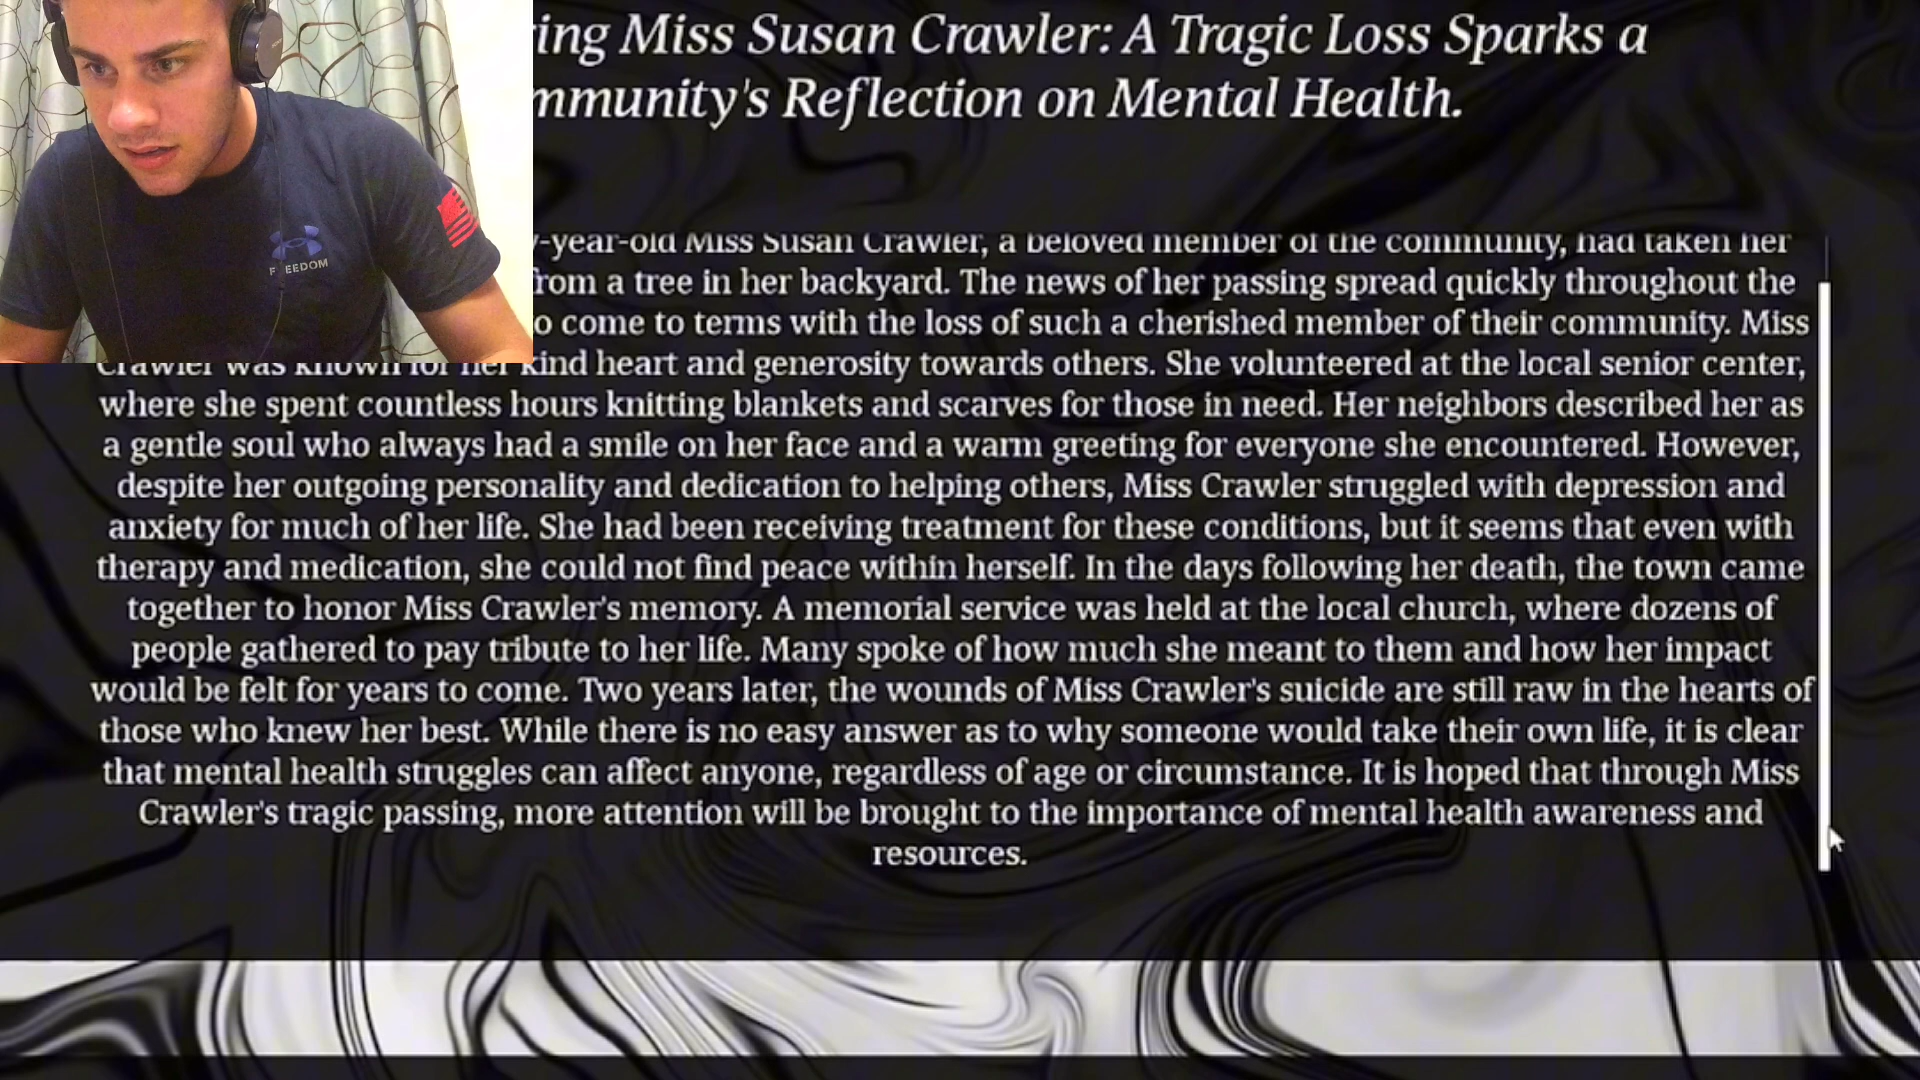 ing Miss Susan Crawler: A Tragic Loss Sparks a
mmunity's Reflection on Mental Health.
FREEDOM
-year-old Miss Susan Crawler, a beloved member of the community, had taken her
rom a tree in her backyard. The news of her passing spread quickly throughout the
o come to terms with the loss of such a cherished member of their community. Miss
Crawler was known for her kind heart and generosity towards others. She volunteered at the local senior center,
where she spent countless hours knitting blankets and scarves for those in need. Her neighbors described her as
a gentle soul who always had a smile on her face and a warm greeting for everyone she encountered. However,
despite her outgoing personality and dedication to helping others, Miss Crawler struggled with depression and
anxiety for much of her life. She had been receiving treatment for these conditions, but it seems that even with
therapy and medication, she could not find peace within herself. In the days following her death, the town came
together to honor Miss Crawler's memory. A memorial service was held at the local church, where dozens of
people gathered to pay tribute to her life. Many spoke of how much she meant to them and how her impact
would be felt for years to come. Two years later, the wounds of Miss Crawler's suicide are still raw in the hearts of
those who knew her best. While there is no easy answer as to why someone would take their own life, it is clear
that mental health struggles can affect anyone, regardless of age or circumstance. It is hoped that through Miss
Crawler's tragic passing, more attention will be brought to the importance of mental health awareness and
resources.